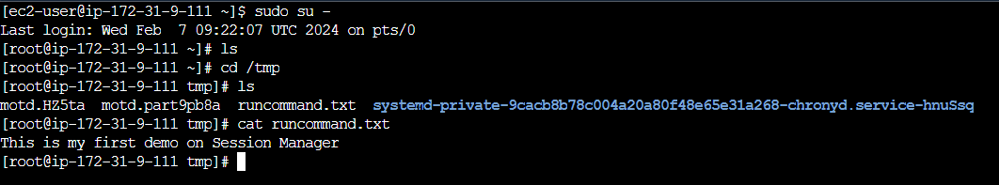 [ec2-user@ip-172-31-9-111 ~]$ sudo su -
Last login: Wed Feb  7 09:22:07 UTC 2024 on pts/0
[root@ip-172-31-9-111 ~]# ls
[root@ip-172-31-9-111 ~]# cd /tmp
[root@ip-172-31-9-111 tmp]# ls
motd.HZ5ta  motd.part9pb8a  runcommand.txt  systemd-private-9cacb8b78c004a20a80f48e65e31a268-chronyd.service-hnuSsq
[root@ip-172-31-9-111 tmp]# cat runcommand.txt
This is my first demo on Session Manager
[root@ip-172-31-9-111 tmp]#